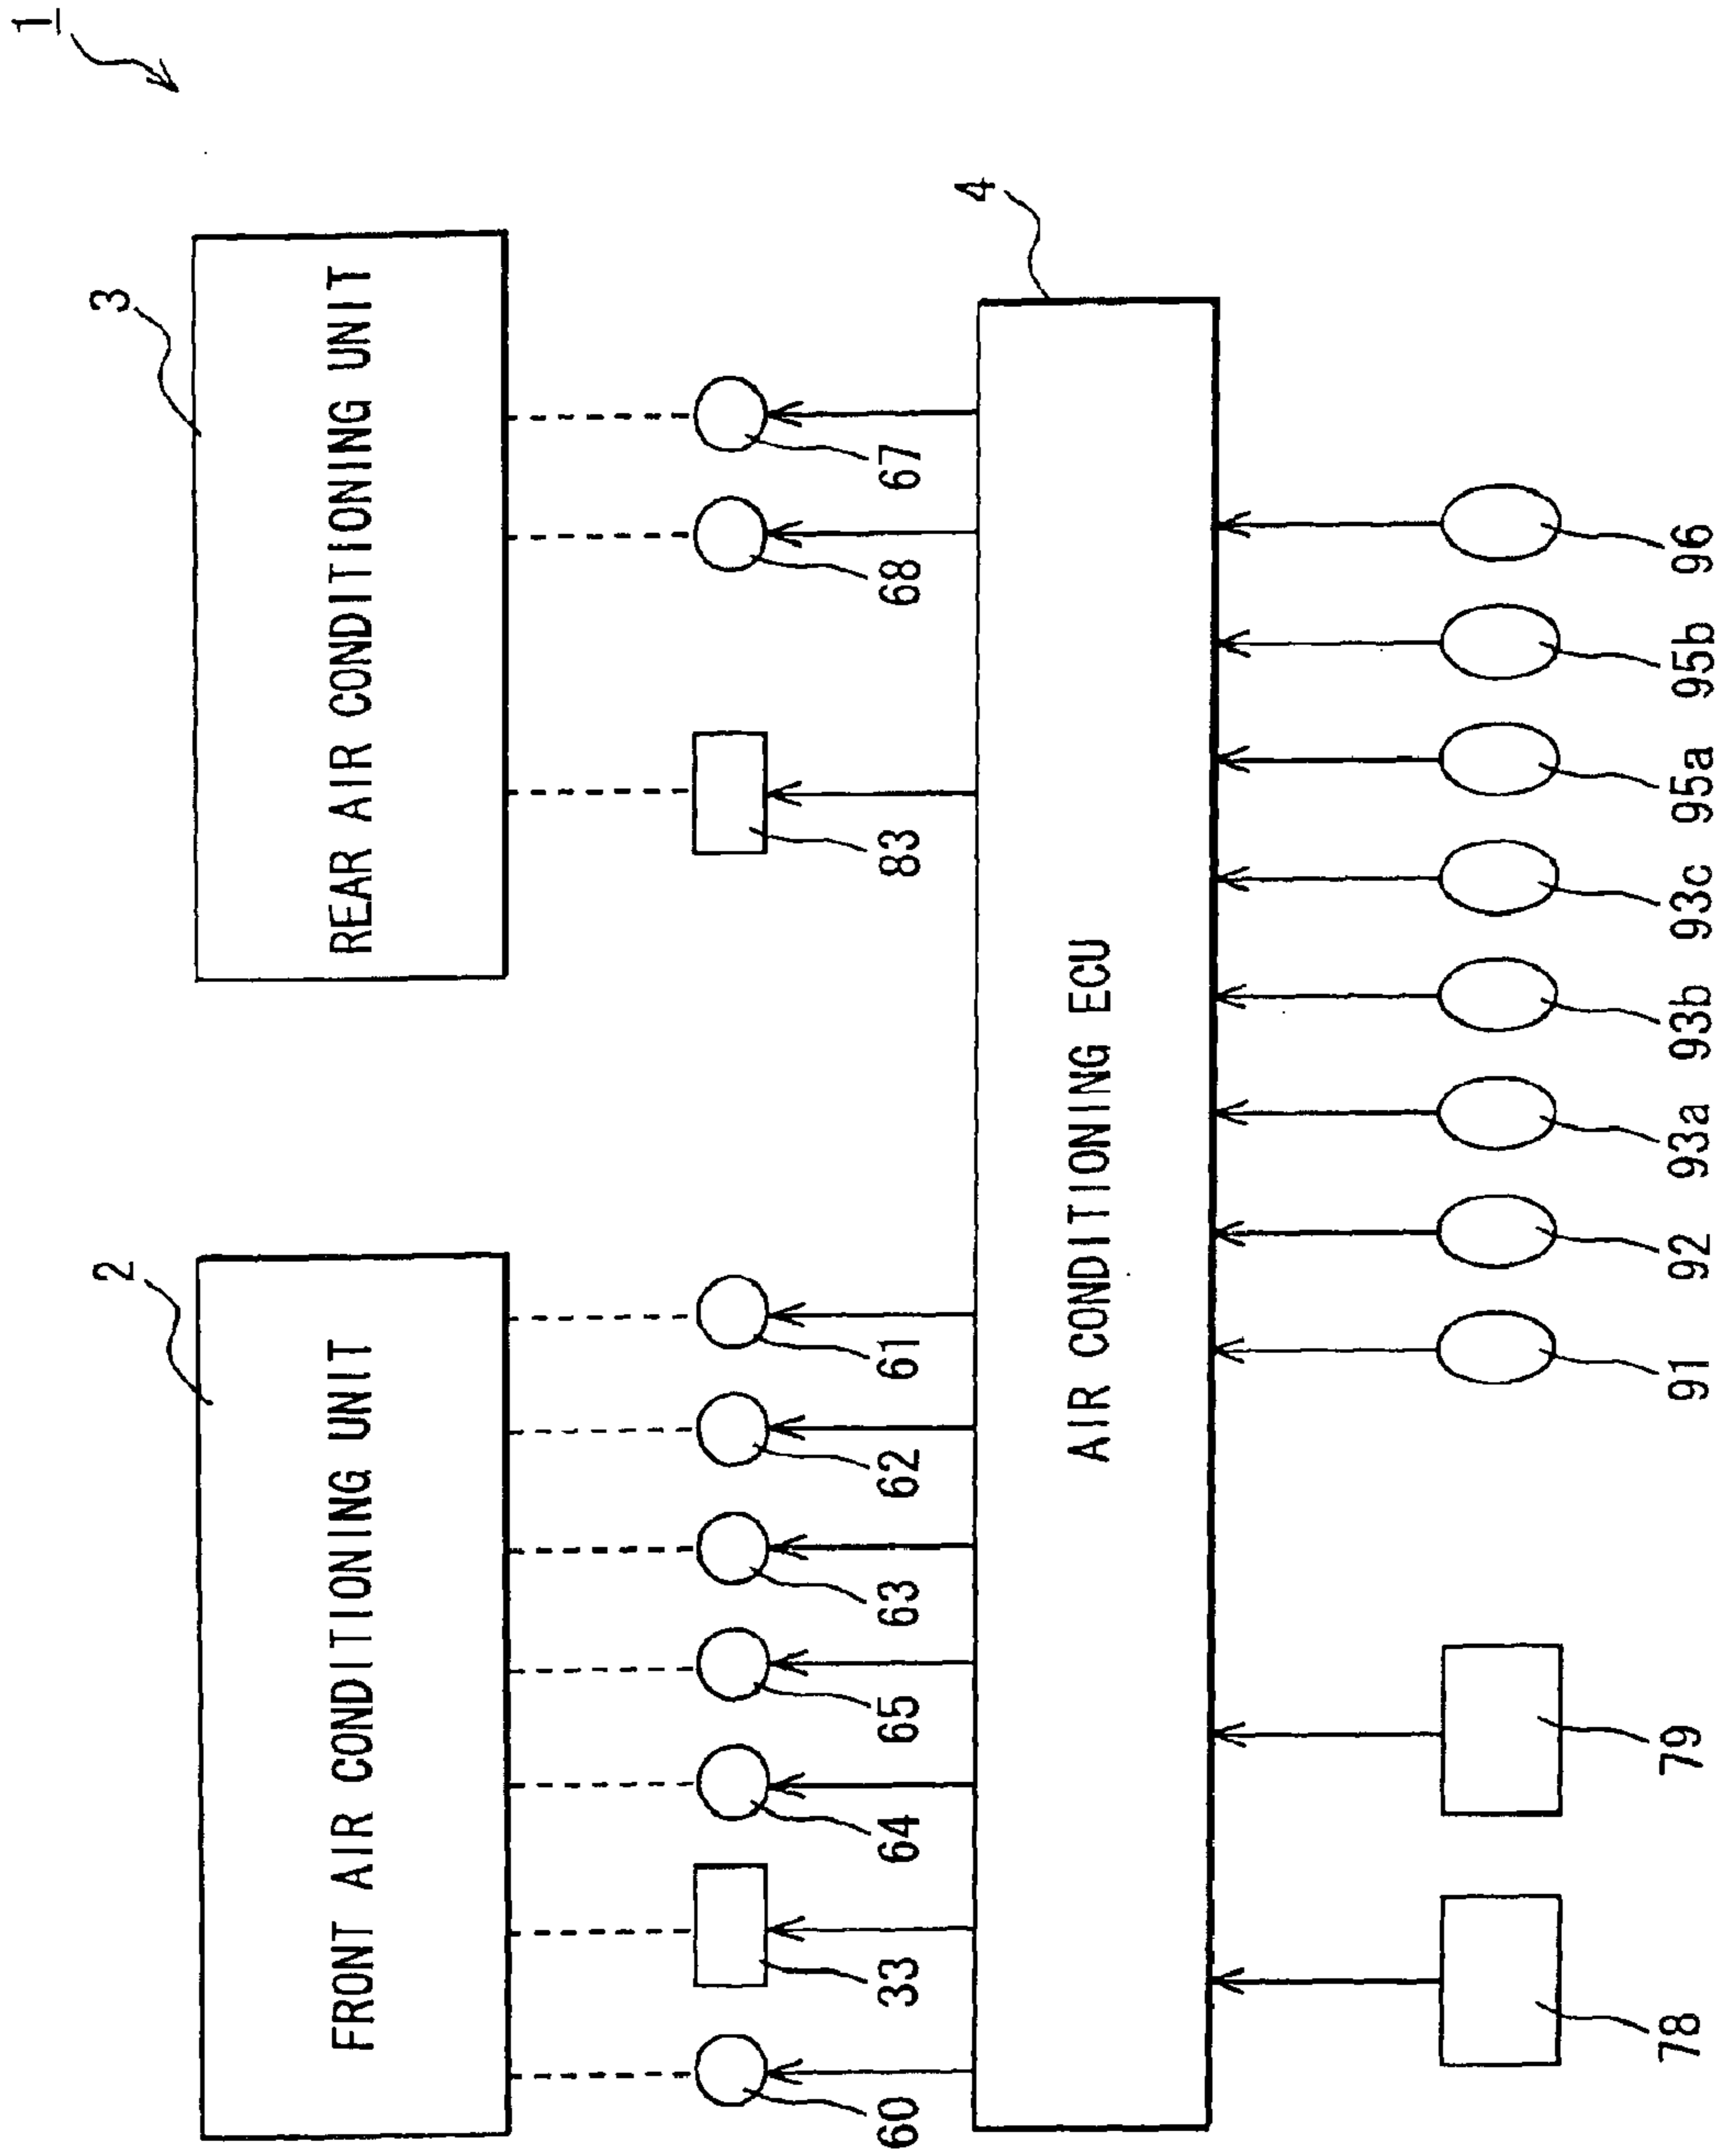 1
2
3
FRONT AIR CONDITIONING UNIT
REAR AIR CONDITIONING UNIT
60
33
64
65
63
62
61
83
68
67
4
AIR CONDITIONING ECU
78
79
91
92
93a
93b
93c
95a
95b
96